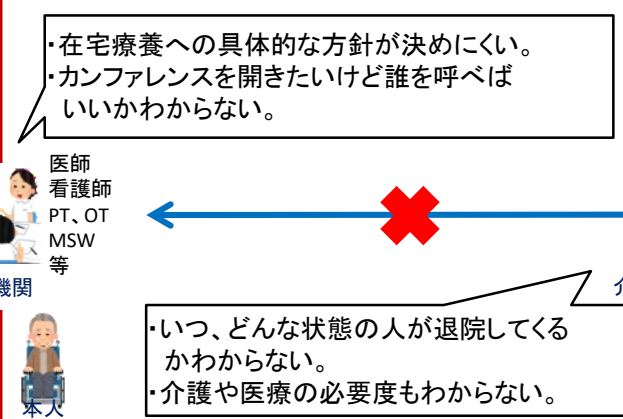 ・在宅療養への具体的な方針が決めにくい。
・カンファレンスを開きたいけど誰を呼べば
いいかわからない。
医師
看護師
PT、OT
MSW
等
機関
介
・いつ、どんな状態の人が退院してくる
かわからない。
・介護や医療の必要度もわからない。
本人